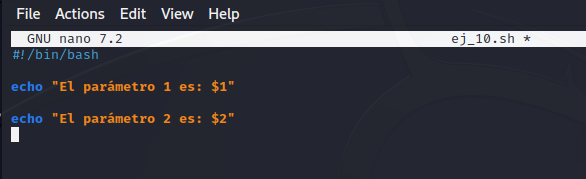 File Actions Edit View Help
GNU nano 7.2 ej_10.sh *
#!/bin/bash
echo "El parámetro 1 es: $1"
echo "El parámetro 2 es: $2"